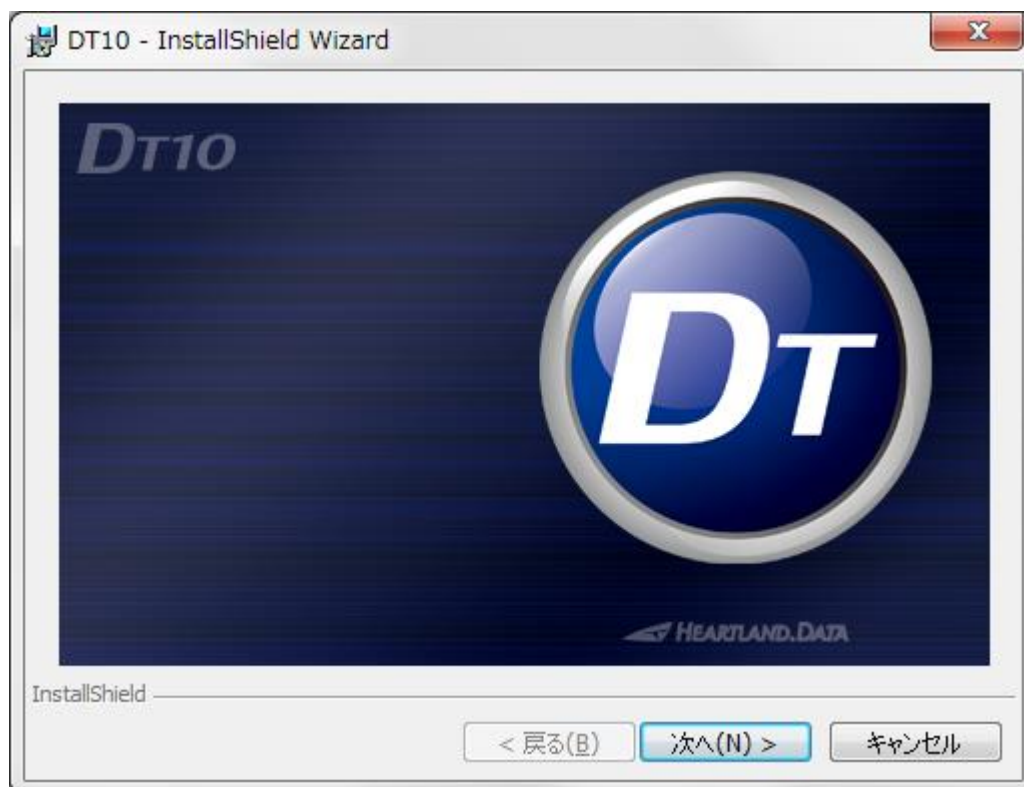 DT10 - InstallShield Wizard
DT10
DT
HEARTLAND.DATA
InstallShield
< 戻る(B)
次へ(N) >
キャンセル